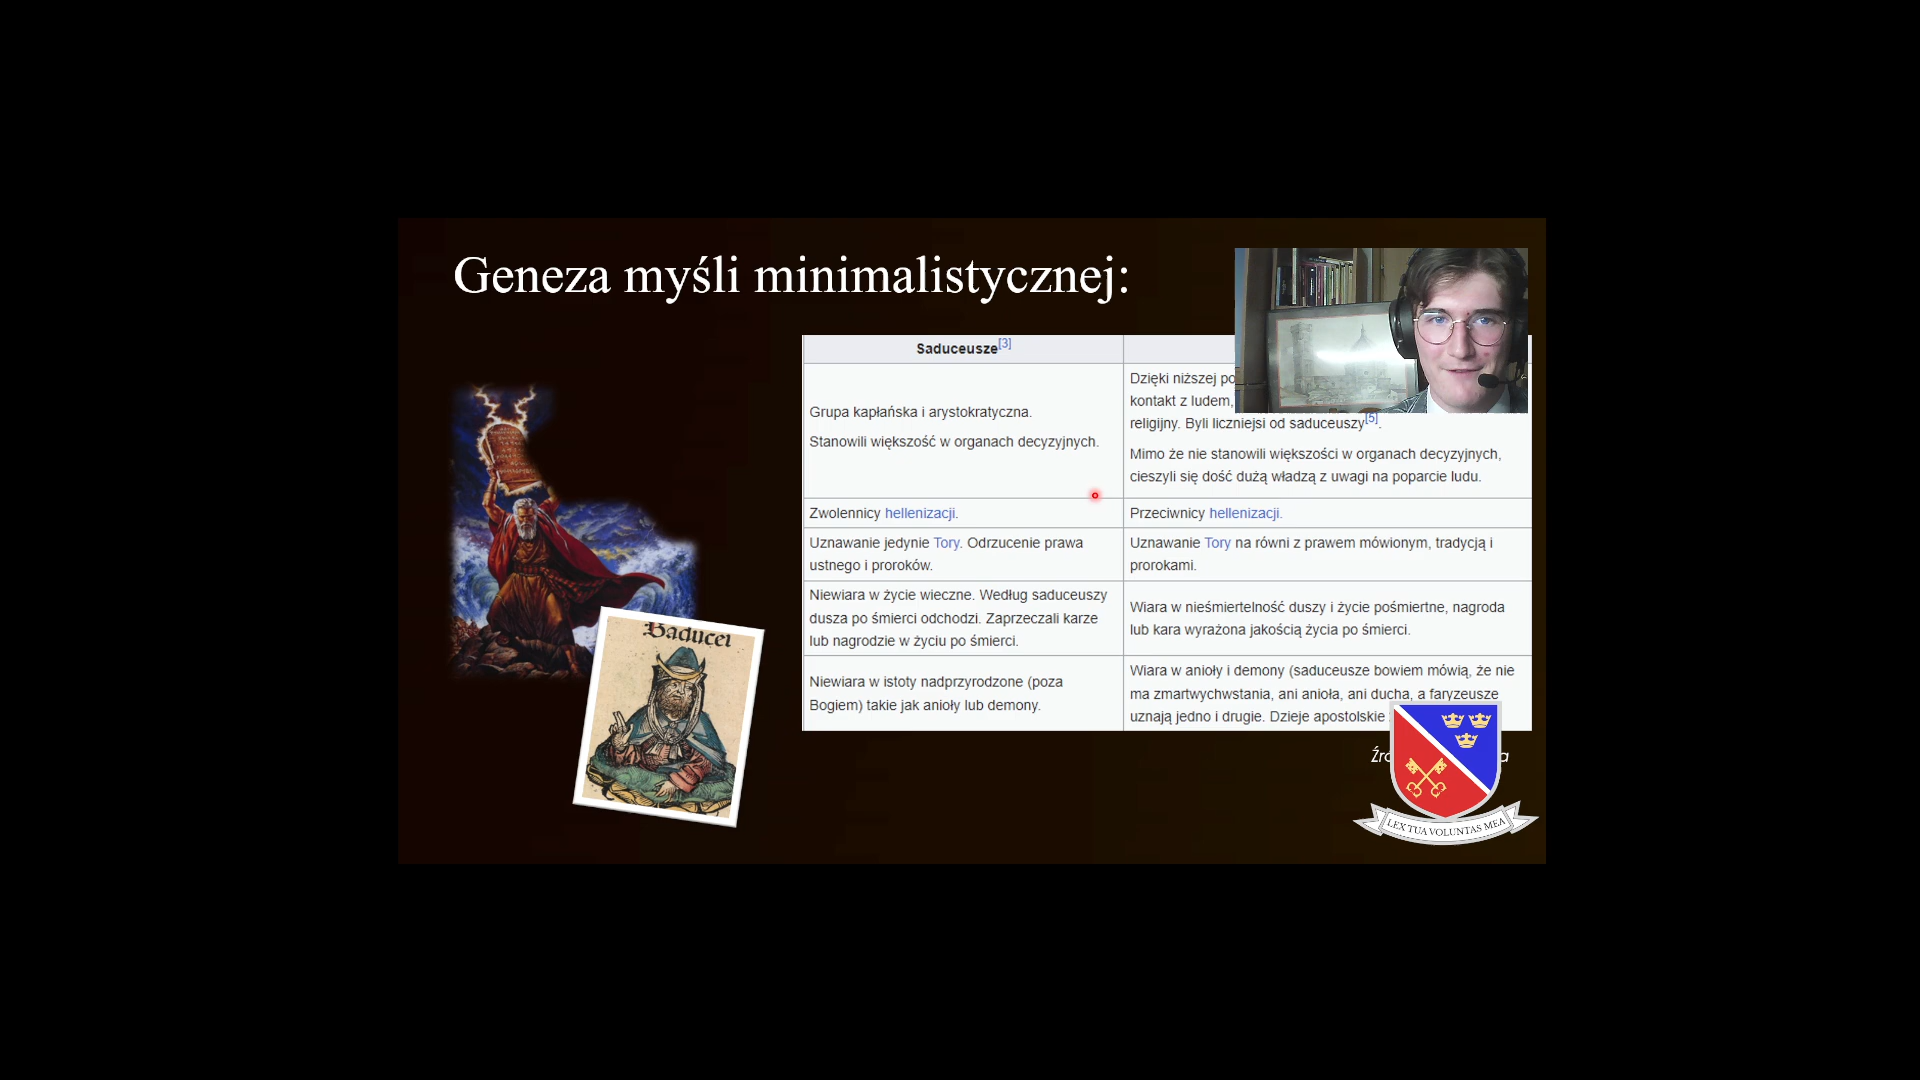 Geneza myśli minimalistycznej:
Saduceusze[3]
Grupa kapłańska i arystokratyczna.
Stanowili większość w organach decyzyjnych.
Dzięki niższej
kontakt z ludem,
religijny. Byli liczniejsi od saduceuszy[5].
Mimo że nie stanowili większości w organach decyzyjnych,
cieszyli się dość dużą władzą z uwagi na poparcie ludu.
Zwolennicy hellenizacji.
Przeciwnicy hellenizacji.
Uznawanie jedynie Tory. Odrzucenie prawa
ustnego i proroków.
Uznawanie Tory na równi z prawem mówionym, tradycją i
prorokami.
Niewiara w życie wieczne. Według saduceuszy
dusza po śmierci odchodzi. Zaprzeczali karze
lub nagrodzie w życiu po śmierci.
Wiara w nieśmiertelność duszy i życie pośmiertne, nagroda
lub kara wyrażona jakością życia po śmierci.
Niewiara w istoty nadprzyrodzone (poza
Bogiem) takie jak anioły lub demony.
Wiara w anioły i demony (saduceusze bowiem mówią, że nie
ma zmartwychwstania, ani anioła, ani ducha, a faryzeusze
uznają jedno i drugie. Dzieje apostolskie
LEX TUA VOLUNTAS MEA